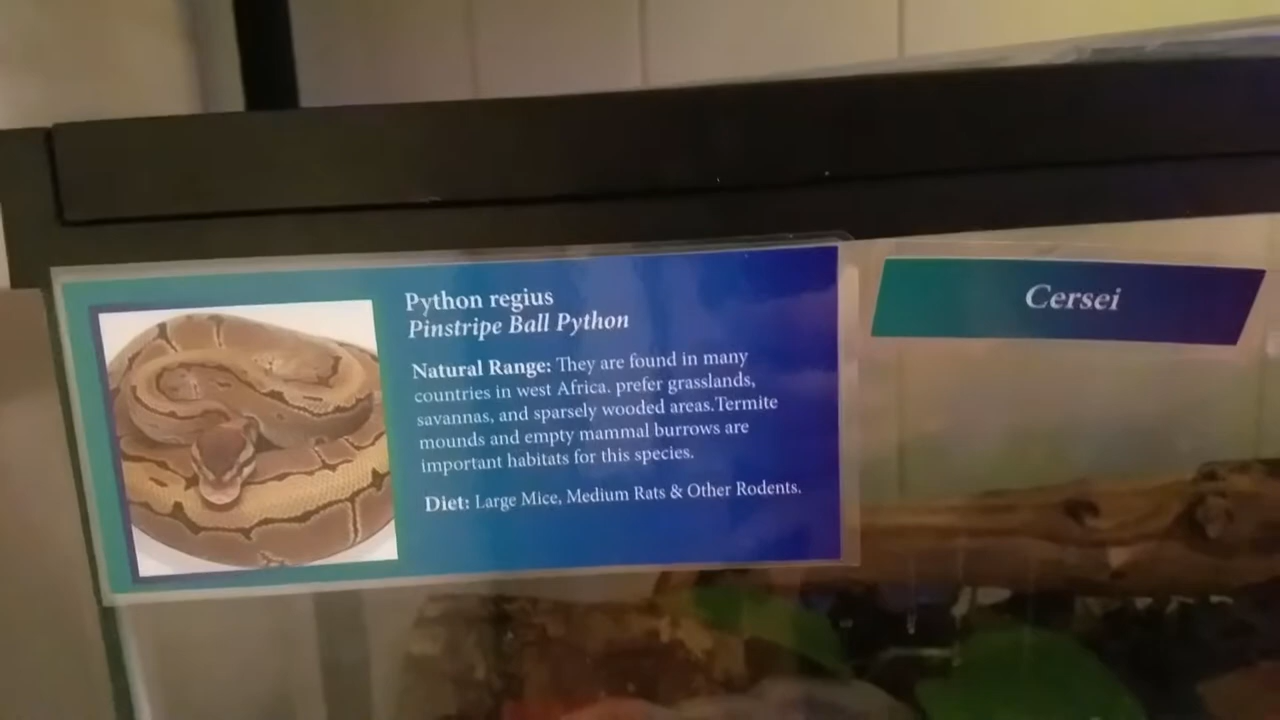 Python regius
Pinstripe Ball Python
Natural Range: They are found in many
countries in west Africa. prefer grasslands,
savannas, and sparsely wooded areas.Termite
mounds and empty mammal burrows are
important habitats for this species.
Diet: Large Mice, Medium Rats & Other Rodents.
Cersei